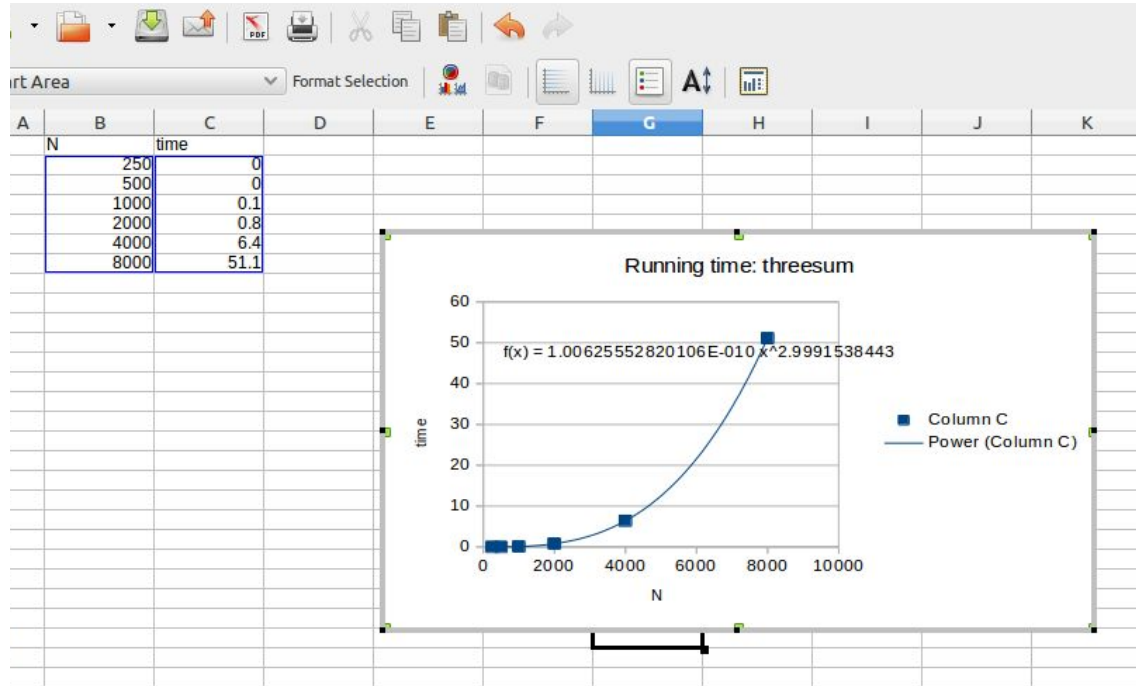 PDF
rt Area Format Selection A
A B C D E F G H I J K
N time
250 0
500 0
1000 0.1
2000 0.8
4000 6.4
8000 51.1
Running time: threesum
60
50
f(x) = 1.00625552820106E-010 x^2.9991538443
40
30
20
10
0
time
0 2000 4000 6000 8000 10000
N
Column C
Power (Column C)